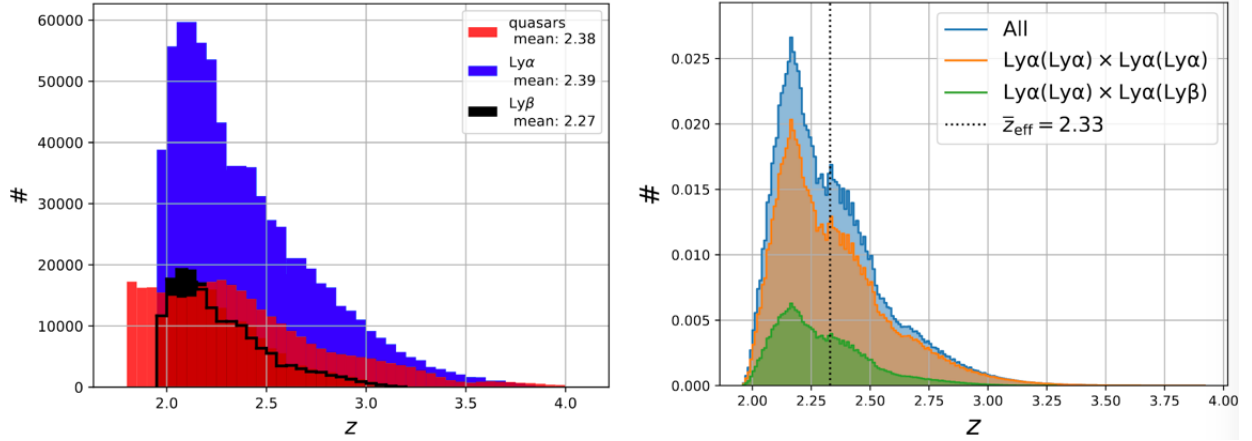 60000
50000
40000
30000
20000
10000
0
#
2.0
2.5
3.0
3.5
4.0
z
quasars
mean: 2.38
Lyα
mean: 2.39
Lyβ
mean: 2.27
0.025
0.020
0.015
0.010
0.005
0.000
#
2.00
2.25
2.50
2.75
3.00
3.25
3.50
3.75
4.00
z
All
Lyα(Lyα) × Lyα(Lyα)
Lyα(Lyα) × Lyα(Lyβ)
z̅eff = 2.33